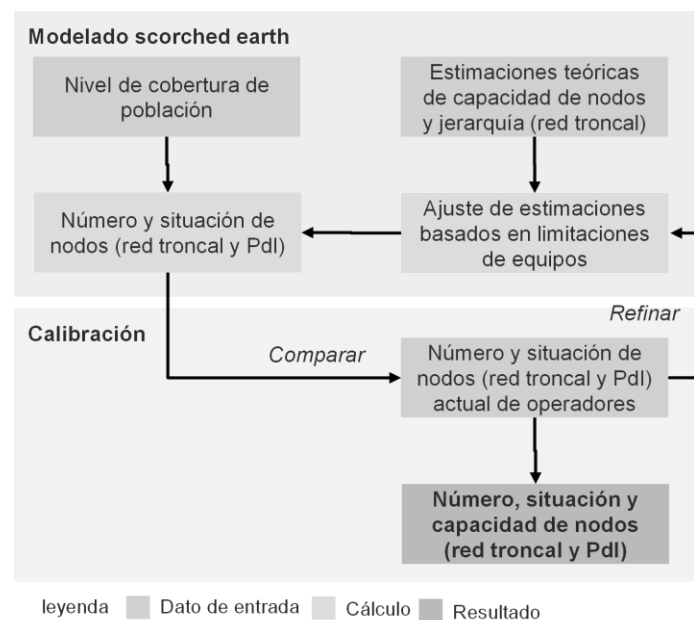 Modelado scorched earth
Nivel de cobertura de
población
Estimaciones teóricas
de capacidad de nodos
y jerarquía (red troncal)
Número y situación de
nodos (red troncal y PdI)
Ajuste de estimaciones
basados en limitaciones
de equipos
Refinar
Calibración
Comparar
Número y situación de
nodos (red troncal y PdI)
actual de operadores
Número, situación y
capacidad de nodos
(red troncal y PdI)
leyenda Dato de entrada Cálculo Resultado